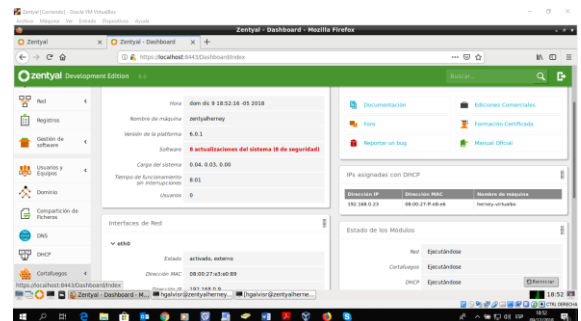 Zentyal [Corriendo] - Oracle VM VirtualBox
Archivo Máquina Ver Entrada Dispositivos Ayuda
Zentyal - Dashboard - Mozilla Firefox
Zentyal
Zentyal - Dashboard
https://localhost:8443/Dashboard/Index
zentyal Development Edition 6.0
Buscar...
Red
Registros
Gestión de software
Usuarios y Equipos
Dominio
Compartición de Ficheros
DNS
DHCP
Cortafuegos
Hora dom dic 9 18:52:16 -05 2018
Nombre de máquina zentyalherney
Versión de la plataforma 6.0.1
Software 8 actualizaciones del sistema (8 de seguridad)
Carga del sistema 0.04, 0.03, 0.00
Tiempo de funcionamiento sin interrupciones 8:01
Usuarios 0
Interfaces de Red
eth0
Estado activado, externo
Dirección MAC 08:00:27:e3:e0:89
Documentación
Ediciones Comerciales
Foro
Formación Certificada
Reportar un bug
Manual Oficial
IPs asignadas con DHCP
Dirección IP Dirección MAC Nombre de máquina
192.168.0.23
herney-virtualbo
Estado de los Módulos
Red Ejecutándose
Cortafuegos Ejecutándose
DHCP Ejecutándose
Reiniciar
https://localhost:8443/Dashboard/Index
Zentyal - Dashboard - M...
hgalvisr@zentyalherney...
[hgalvisr@zentyalherne...
18:52
CTRL DERECHA
ESP
18:52